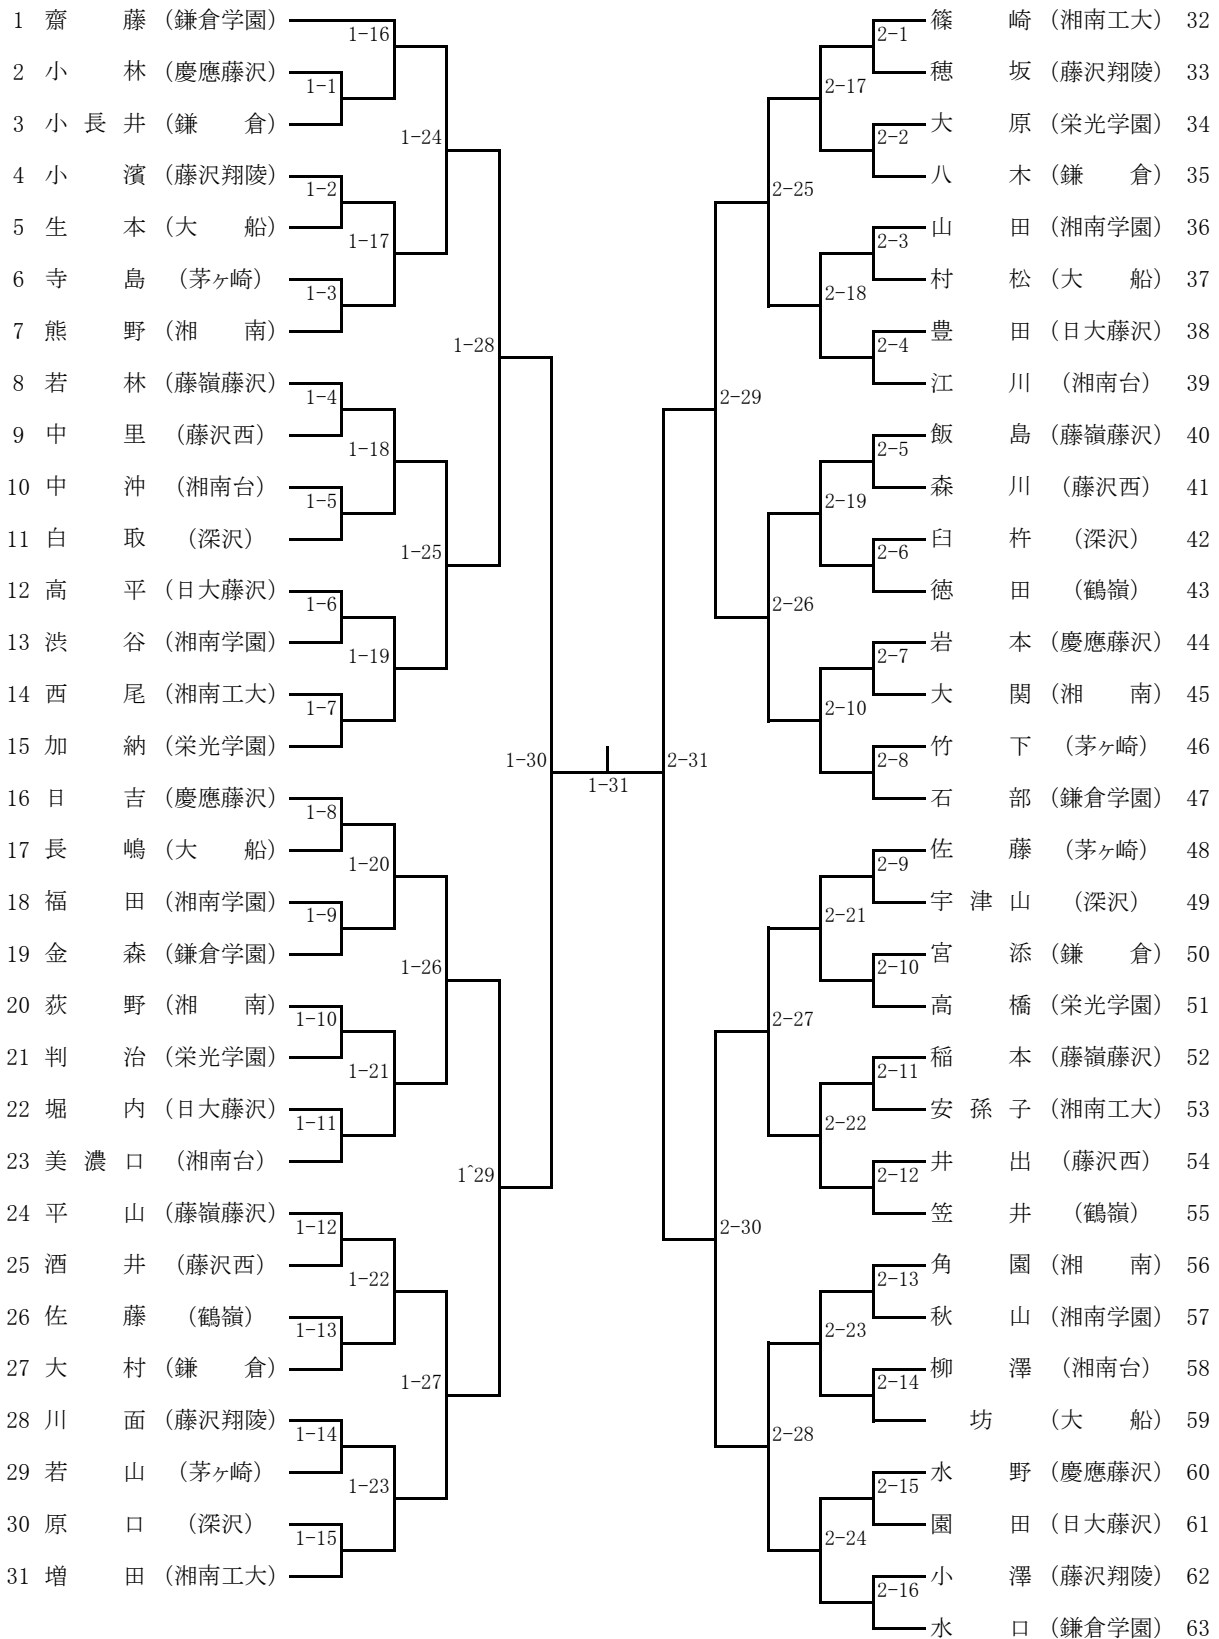 1 齋 藤 (鎌倉学園)
2 小 林 (慶應藤沢)
3 小 長 井 (鎌 倉)
4 小 濱 (藤沢翔陵)
5 生 本 (大 船)
6 寺 島 (茅ヶ崎)
7 熊 野 (湘 南)
8 若 林 (藤嶺藤沢)
9 中 里 (藤沢西)
10 中 沖 (湘南台)
11 白 取 (深沢)
12 高 平 (日大藤沢)
13 渋 谷 (湘南学園)
14 西 尾 (湘南工大)
15 加 納 (栄光学園)
16 日 吉 (慶應藤沢)
17 長 嶋 (大 船)
18 福 田 (湘南学園)
19 金 森 (鎌倉学園)
20 荻 野 (湘 南)
21 判 治 (栄光学園)
22 堀 内 (日大藤沢)
23 美 濃 口 (湘南台)
24 平 山 (藤嶺藤沢)
25 酒 井 (藤沢西)
26 佐 藤 (鶴嶺)
27 大 村 (鎌 倉)
28 川 面 (藤沢翔陵)
29 若 山 (茅ヶ崎)
30 原 口 (深沢)
31 増 田 (湘南工大)
1-1
1-2
1-3
1-4
1-5
1-6
1-7
1-8
1-9
1-10
1-11
1-12
1-13
1-14
1-15
1-16
1-17
1-18
1-19
1-20
1-21
1-22
1-23
1-24
1-25
1-26
1-27
1-28
1^29
1-30
1-31
2-31
2-29
2-30
2-25
2-26
2-27
2-28
2-17
2-18
2-19
2-10
2-21
2-22
2-23
2-24
2-1
2-2
2-3
2-4
2-5
2-6
2-7
2-8
2-9
2-10
2-11
2-12
2-13
2-14
2-15
2-16
篠 崎 (湘南工大) 32
穂 坂 (藤沢翔陵) 33
大 原 (栄光学園) 34
八 木 (鎌 倉) 35
山 田 (湘南学園) 36
村 松 (大 船) 37
豊 田 (日大藤沢) 38
江 川 (湘南台) 39
飯 島 (藤嶺藤沢) 40
森 川 (藤沢西) 41
臼 杵 (深沢) 42
徳 田 (鶴嶺) 43
岩 本 (慶應藤沢) 44
大 関 (湘 南) 45
竹 下 (茅ヶ崎) 46
石 部 (鎌倉学園) 47
佐 藤 (茅ヶ崎) 48
宇 津 山 (深沢) 49
宮 添 (鎌 倉) 50
高 橋 (栄光学園) 51
稲 本 (藤嶺藤沢) 52
安 孫 子 (湘南工大) 53
井 出 (藤沢西) 54
笠 井 (鶴嶺) 55
角 園 (湘 南) 56
秋 山 (湘南学園) 57
柳 澤 (湘南台) 58
坊 (大 船) 59
水 野 (慶應藤沢) 60
園 田 (日大藤沢) 61
小 澤 (藤沢翔陵) 62
水 口 (鎌倉学園) 63